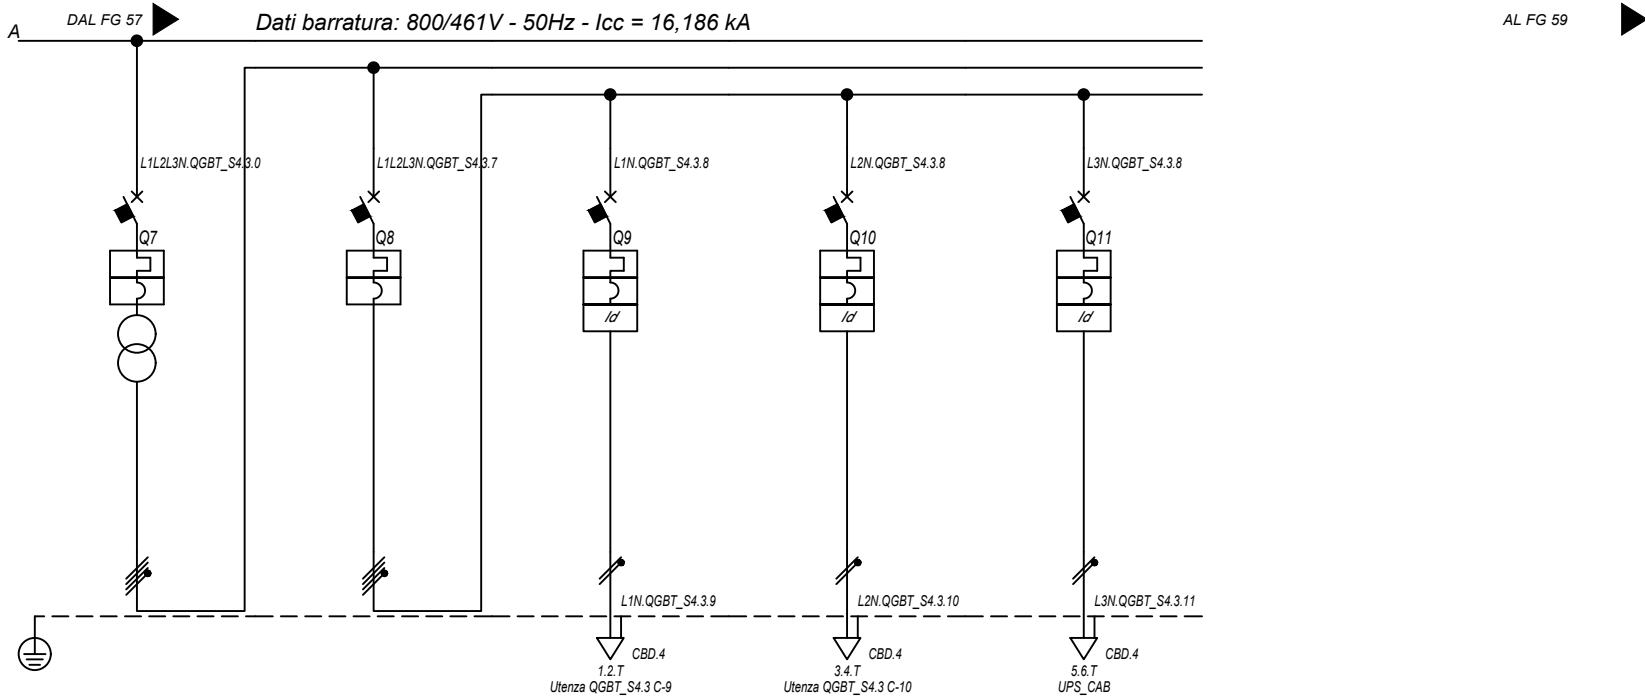 DAL FG 57
Dati barratura: 800/461V - 50Hz - Icc = 16,186 kA
AL FG 59
A
L1L2L3N.QGBT_S4.3.0
L1L2L3N.QGBT_S4.3.7
L1N.QGBT_S4.3.8
L2N.QGBT_S4.3.8
L3N.QGBT_S4.3.8
Q7
Q8
Q9
Q10
Q11
Id
Id
Id
L1N.QGBT_S4.3.9
L2N.QGBT_S4.3.10
L3N.QGBT_S4.3.11
CBD.4
CBD.4
CBD.4
1.2.T
3.4.T
5.6.T
Utenza QGBT_S4.3 C-9
Utenza QGBT_S4.3 C-10
UPS_CAB